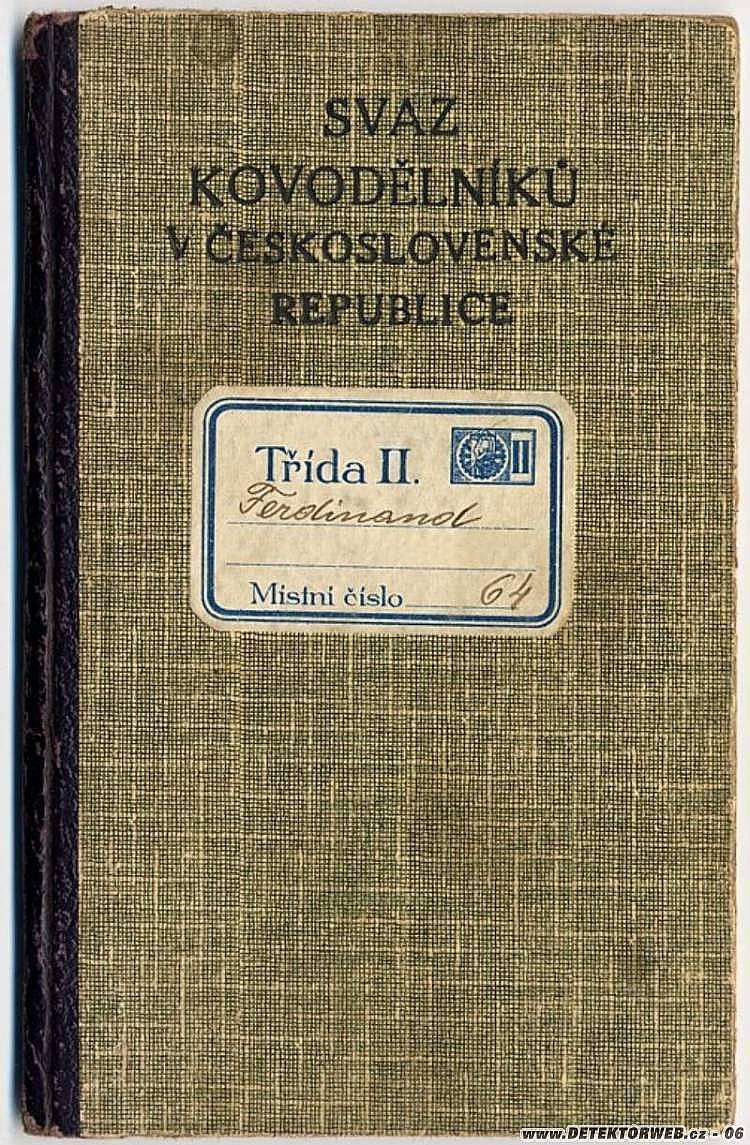 SVAZ
KOVODĚLNÍKŮ
V ČESKOSLOVENSKÉ
REPUBLICE
Třída II.
II
Ferdinand
Místní číslo 64
www.DETEKTORWEB.cz - 06